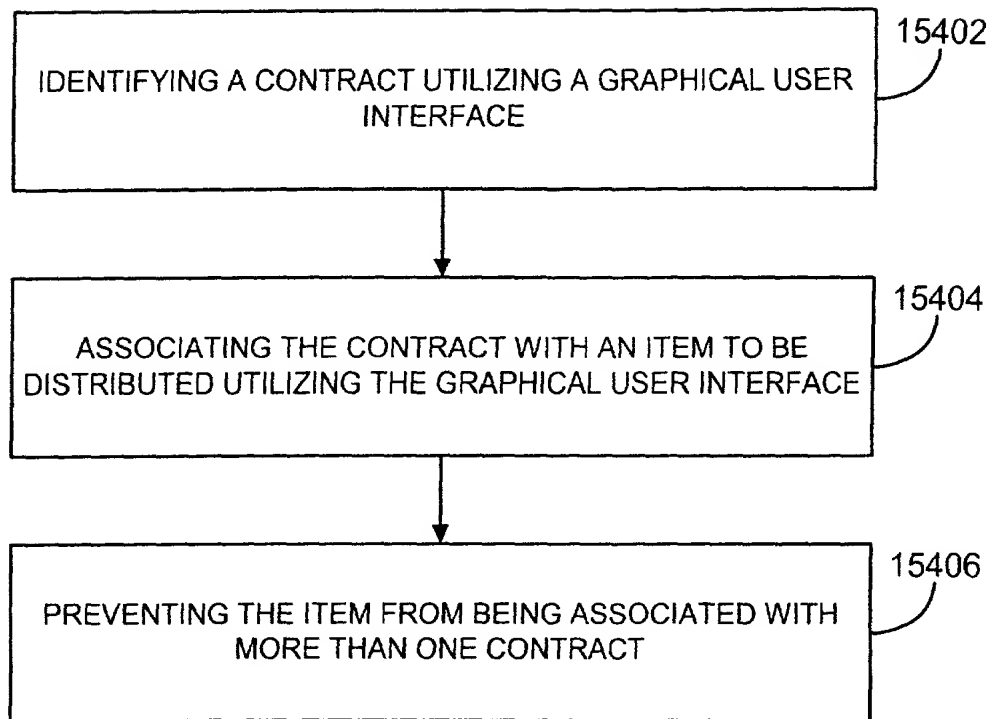 15402
IDENTIFYING A CONTRACT UTILIZING A GRAPHICAL USER
INTERFACE
15404
ASSOCIATING THE CONTRACT WITH AN ITEM TO BE
DISTRIBUTED UTILIZING THE GRAPHICAL USER INTERFACE
15406
PREVENTING THE ITEM FROM BEING ASSOCIATED WITH
MORE THAN ONE CONTRACT